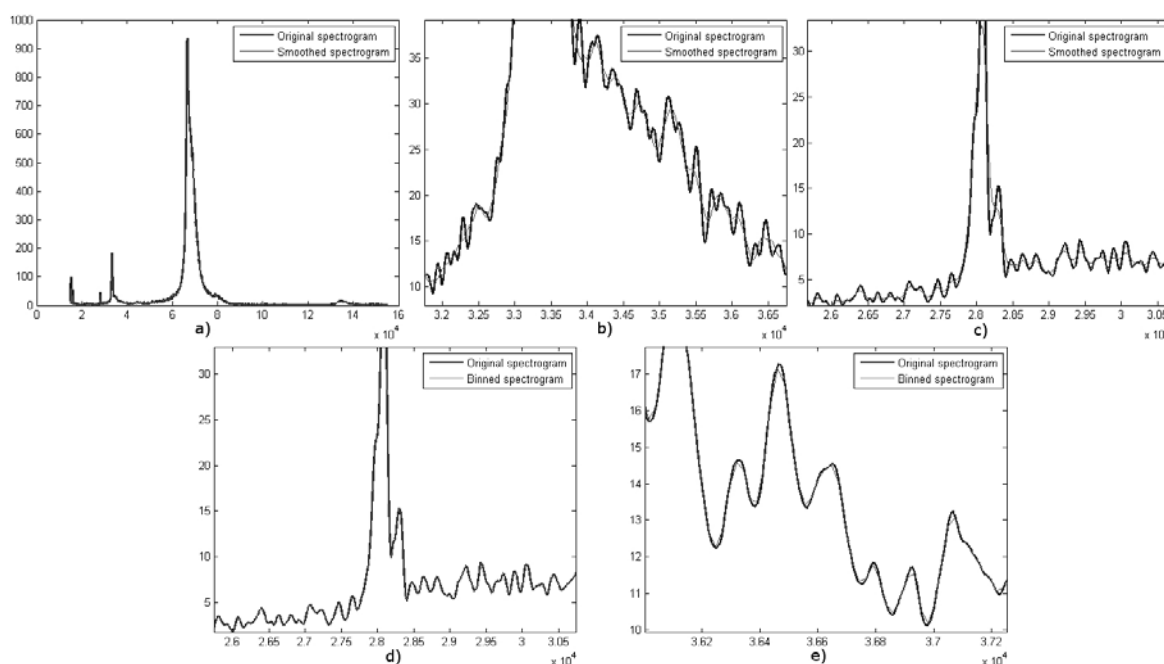 1000
900
800
700
600
500
400
300
200
100
0
0 2 4 6 8 10 12 14 16
x 10^4
Original spectrogram
Smoothed spectrogram
a)
35
30
25
20
15
10
3.2 3.25 3.3 3.35 3.4 3.45 3.5 3.55 3.6 3.65
x 10^4
Original spectrogram
Smoothed spectrogram
b)
30
25
20
15
10
5
2.6 2.65 2.7 2.75 2.8 2.85 2.9 2.95 3 3.05
Original spectrogram
Smoothed spectrogram
c)
30
25
20
15
10
5
2.6 2.65 2.7 2.75 2.8 2.85 2.9 2.95 3 3.05
x 10^4
Original spectrogram
Binned spectrogram
d)
17
16
15
14
13
12
11
10
3.62 3.64 3.66 3.68 3.7 3.72
x 10^4
Original spectrogram
Binned spectrogram
e)